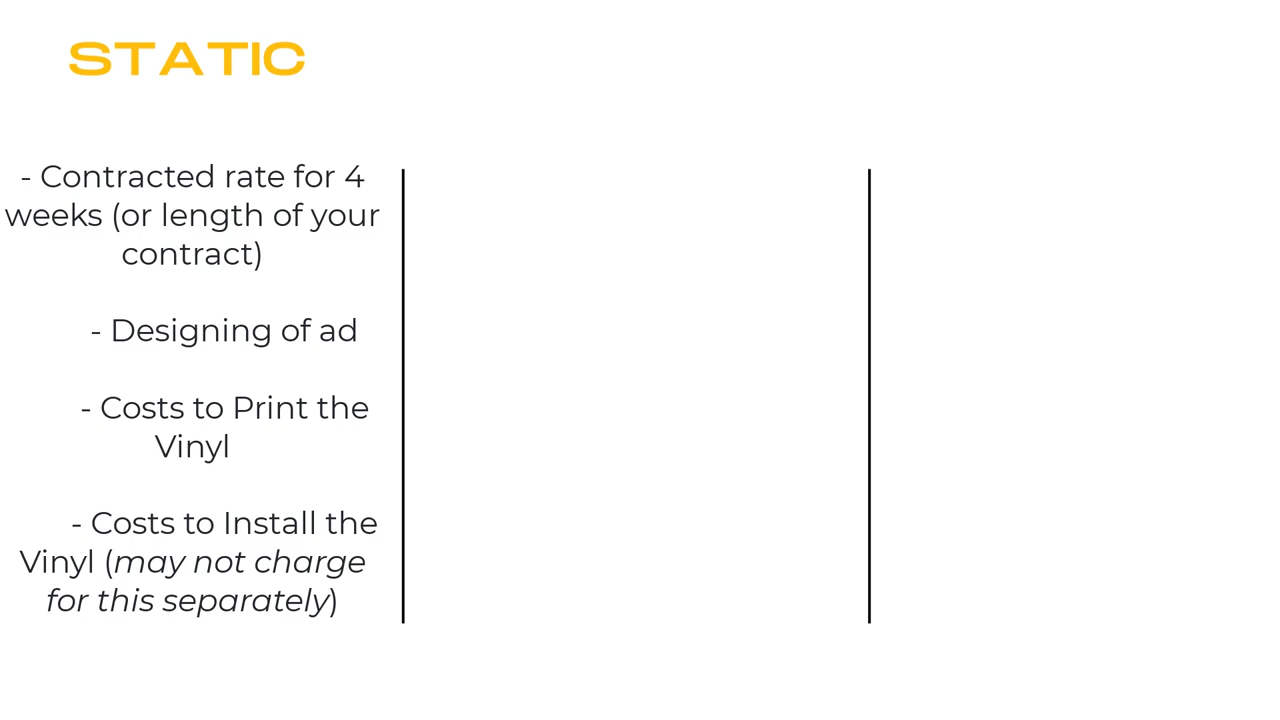 STATIC
- Contracted rate for 4
weeks (or length of your
contract)
- Designing of ad
- Costs to Print the
Vinyl
- Costs to Install the
Vinyl (may not charge
for this separately)